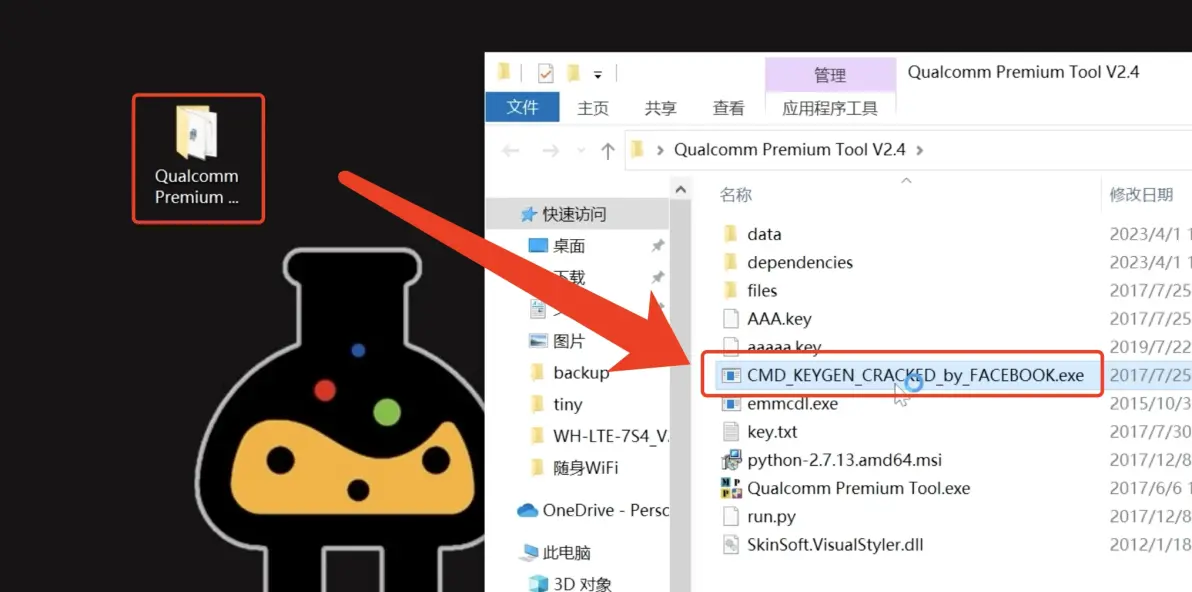 Qualcomm
Premium ...
管理
Qualcomm Premium Tool V2.4
文件
主页
共享
查看
应用程序工具
Qualcomm Premium Tool V2.4
名称
修改日期
快速访问
桌面
下载
图片
backup
tiny
WH-LTE-7S4_V
随身WiFi
OneDrive - Perso
此电脑
3D 对象
data
2023/4/1 1
dependencies
2023/4/1 1
files
2017/7/25
AAA.key
2017/7/25
aaaaa.key
2019/7/22
CMD_KEYGEN_CRACKED_by_FACEBOOK.exe
2017/7/25
emmcdl.exe
2015/10/3
key.txt
2017/7/30
python-2.7.13.amd64.msi
2017/12/8
Qualcomm Premium Tool.exe
2017/6/6 1
run.py
2017/12/8
SkinSoft.VisualStyler.dll
2012/1/18